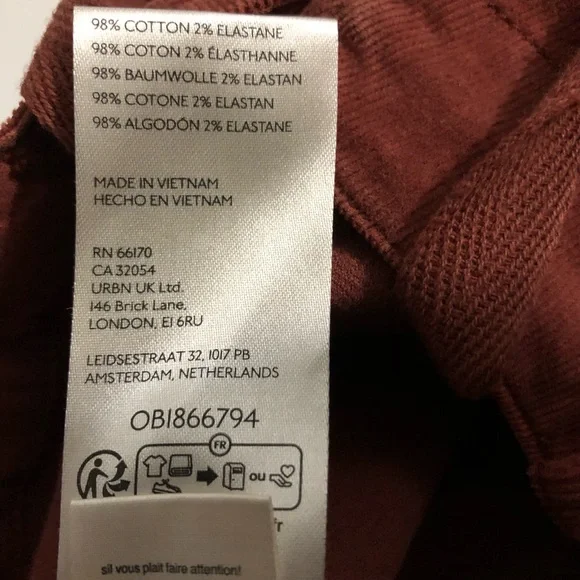 98% COTTON 2% ELASTANE
98% COTON 2% ÉLASTHANNE
98% BAUMWOLLE 2% ELASTAN
98% COTONE 2% ELASTAN
98% ALGODÓN 2% ELASTANE
MADE IN VIETNAM
HECHO EN VIETNAM
RN 66170
CA 32054
URBN UK Ltd.
146 Brick Lane,
LONDON, E1 6RU
LEIDSESTRAAT 32, 1017 PB
AMSTERDAM, NETHERLANDS
OB1866794
FR
OU
fr
sil vous plait faire attention!